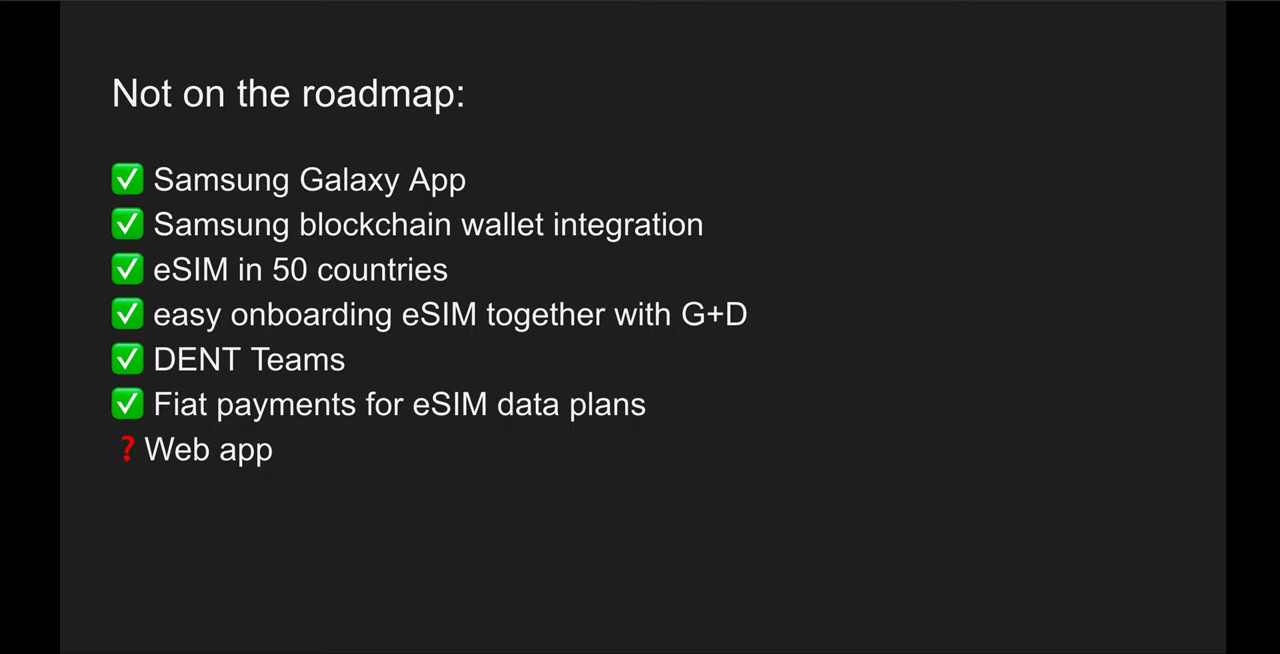 Not on the roadmap:
✅ Samsung Galaxy App
✅ Samsung blockchain wallet integration
✅ eSIM in 50 countries
✅ easy onboarding eSIM together with G+D
✅ DENT Teams
✅ Fiat payments for eSIM data plans
❓ Web app